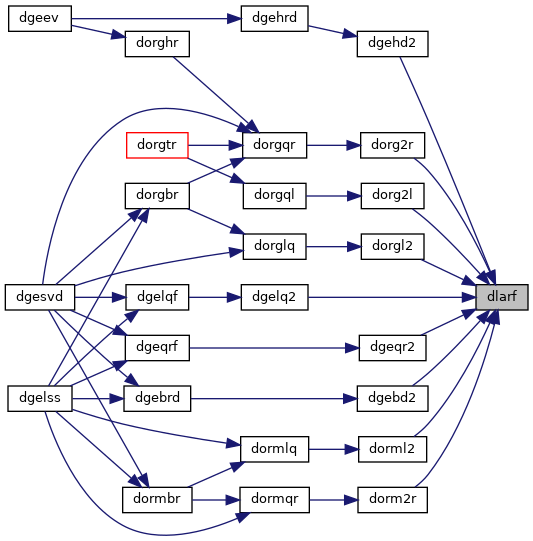 dgeev
dgehrd
dorghr
dgehd2
dorgtr
dorgqr
dorg2r
dorgbr
dorgql
dorg2l
dorglq
dorgl2
dgesvd
dgelqf
dgelq2
dlarf
dgeqrf
dgeqr2
dgelss
dgebrd
dgebd2
dormlq
dorml2
dormbr
dormqr
dorm2r